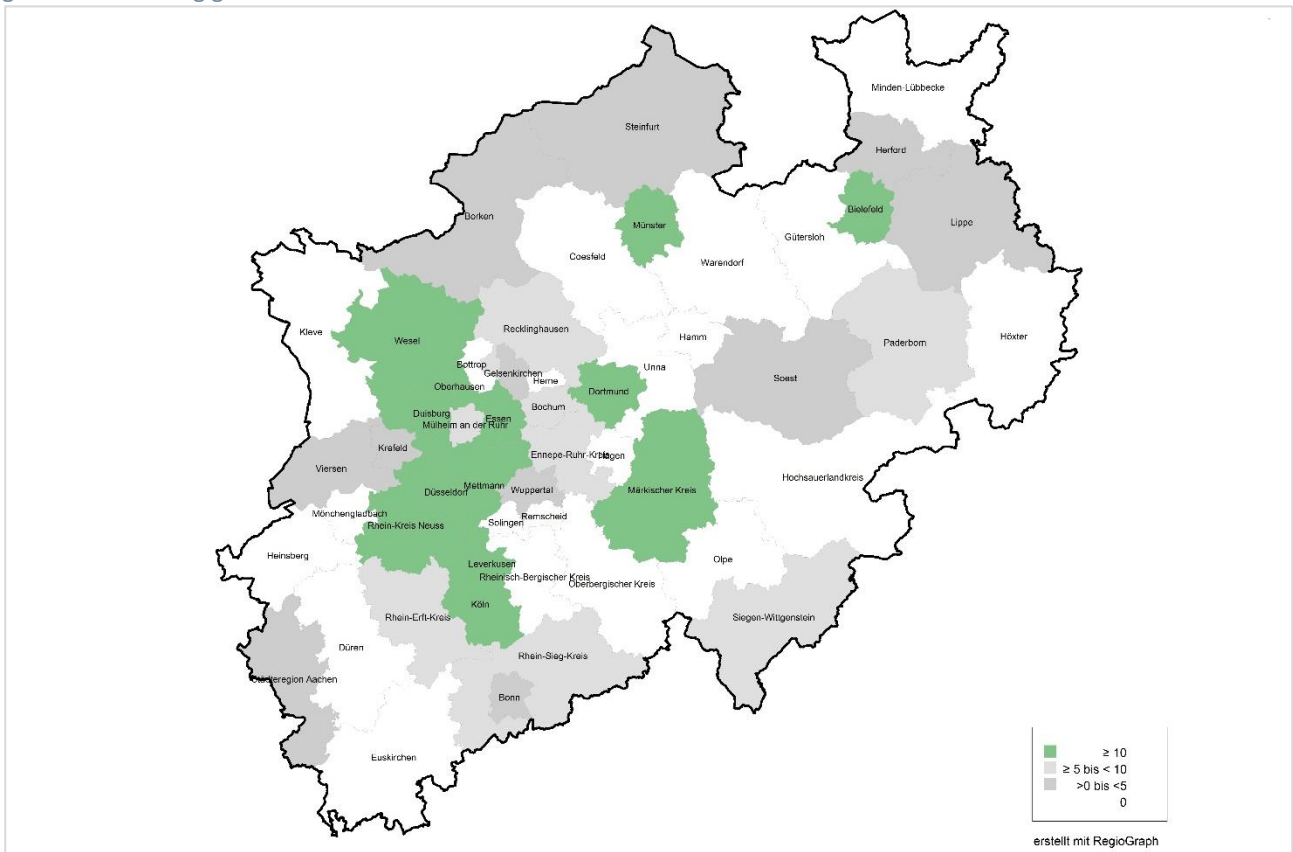 Minden-Lübbecke
Steinfurt
Herford
Borken
Münster
Bielefeld
Lippe
Gütersloh
Coesfeld
Warendorf
Kleve
Recklinghausen
Hamm
Höxter
Wesel
Paderborn
Bottrop
Unna
Gelsenkirchen
Herne
Soest
Oberhausen
Dortmund
Bochum
Duisburg
Essen
Mülheim an der Ruhr
Krefeld
Ennepe-Ruhr-Kreis
Hagen
Viersen
Hochsauerlandkreis
Mettmann
Düsseldorf
Wuppertal
Märkischer Kreis
Mönchengladbach
Remscheid
Rhein-Kreis Neuss
Solingen
Heinsberg
Olpe
Leverkusen
Rheinisch-Bergischer Kreis
Oberbergischer Kreis
Köln
Rhein-Erft-Kreis
Siegen-Wittgenstein
Düren
Rhein-Sieg-Kreis
Städteregion Aachen
Bonn
Euskirchen
≥ 10
≥ 5 bis < 10
>0 bis <5
0
erstellt mit RegioGraph